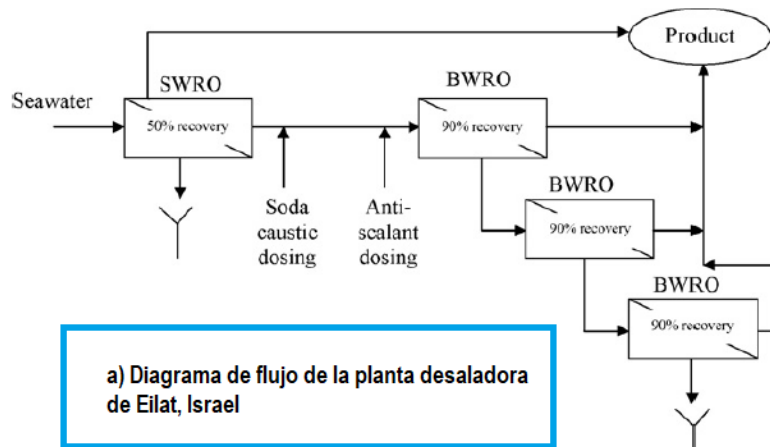 Product
SWRO
BWRO
Seawater
50% recovery
90% recovery
BWRO
Soda
caustic
dosing
Anti-
scalant
dosing
90% recovery
BWRO
90% recovery
a) Diagrama de flujo de la planta desaladora
de Eilat, Israel